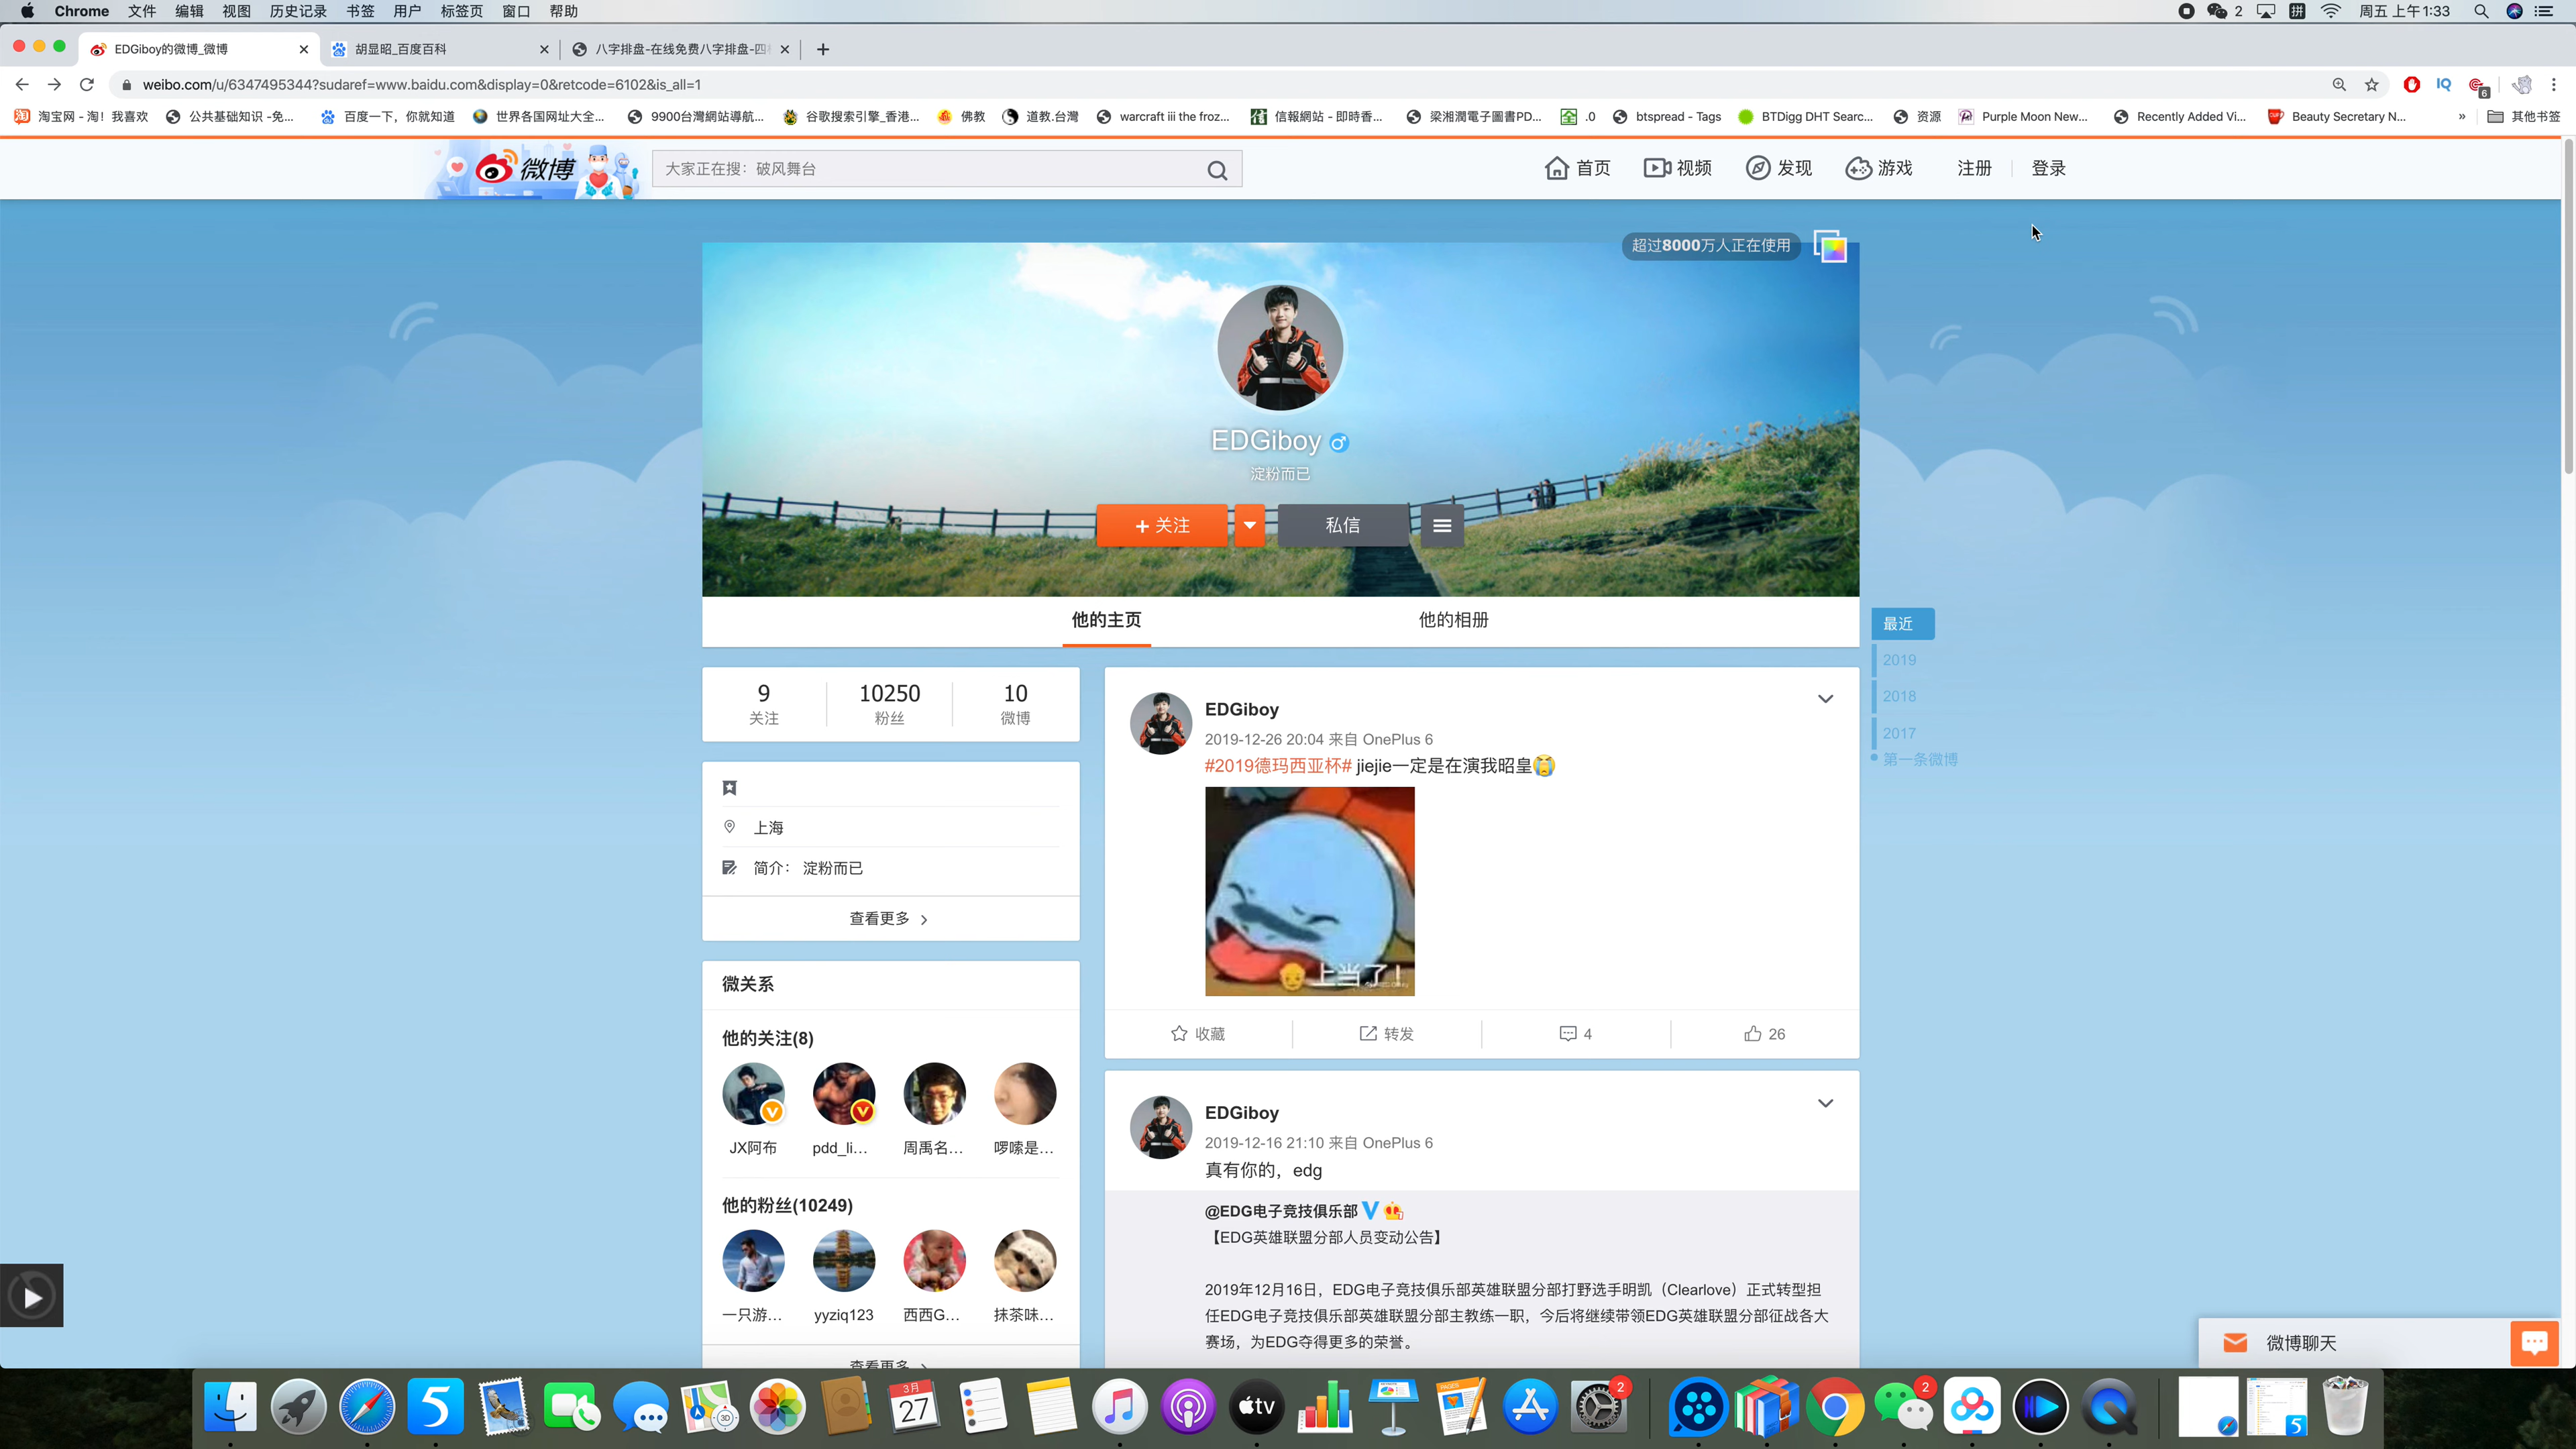 Chrome 文件 编辑 视图 历史记录 书签 用户 标签页 窗口 帮助 2 拼 周五 上午1:33
EDGiboy的微博_微博 胡显昭_百度百科 八字排盘-在线免费八字排盘-四
weibo.com/u/6347495344?sudaref=www.baidu.com&display=0&retcode=6102&is_all=1 IQ 6
淘 淘宝网 - 淘！我喜欢 公共基础知识 -免... 百度一下，你就知道 世界各国网址大全... 9900台灣網站導航... 谷歌搜索引擎_香港... 佛教 道教.台灣 warcraft iii the froz... 信 信報網站 - 即時香... 梁湘潤電子圖書PD... 全 .0 btspread - Tags BTDigg DHT Searc... 资源 Purple Moon New... Recently Added Vi... Beauty Secretary N... » 其他书签
微博 大家正在搜：破风舞台 首页 视频 发现 游戏 注册 登录
超过8000万人正在使用
EDGiboy
淀粉而已
+ 关注 私信
他的主页 他的相册
最近
2019
2018
2017
第一条微博
9 10250 10
关注 粉丝 微博
上海
简介： 淀粉而已
查看更多 >
微关系
他的关注(8)
JX阿布 pdd_li... 周禹名... 啰嗦是...
他的粉丝(10249)
一只游... yyziq123 西西G... 抹茶味...
查看更多 >
EDGiboy
2019-12-26 20:04 来自 OnePlus 6
#2019德玛西亚杯# jiejie一定是在演我昭皇😭
上当了！
收藏 转发 4 26
EDGiboy
2019-12-16 21:10 来自 OnePlus 6
真有你的，edg
@EDG电子竞技俱乐部
【EDG英雄联盟分部人员变动公告】
2019年12月16日，EDG电子竞技俱乐部英雄联盟分部打野选手明凯（Clearlove）正式转型担
任EDG电子竞技俱乐部英雄联盟分部主教练一职，今后将继续带领EDG英雄联盟分部征战各大
赛场，为EDG夺得更多的荣誉。
微博聊天
5 3D 3月 27 tv PAGES 2 2 5